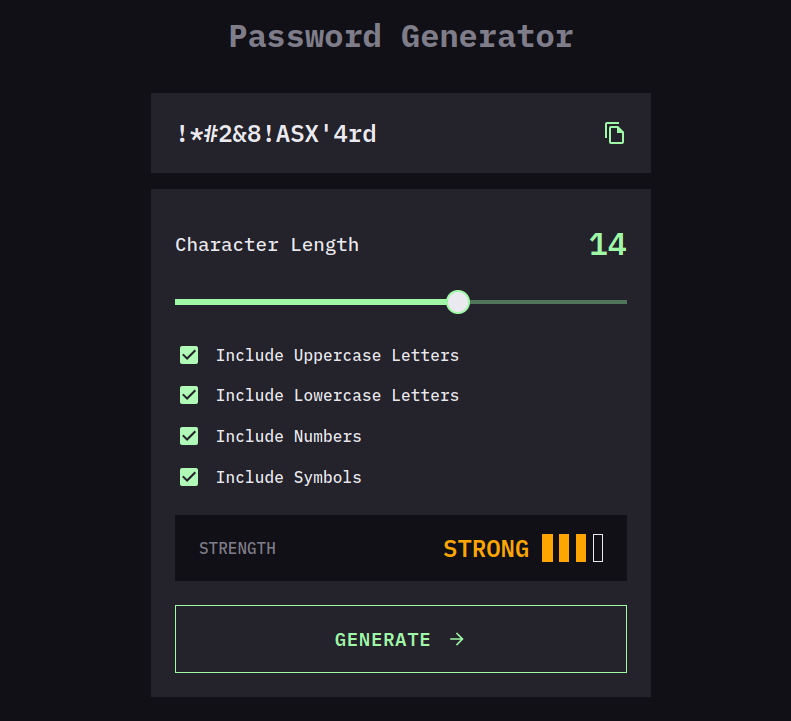 Password Generator
!*#2&8!ASX'4rd
Character Length 14
Include Uppercase Letters
Include Lowercase Letters
Include Numbers
Include Symbols
STRENGTH STRONG
GENERATE →